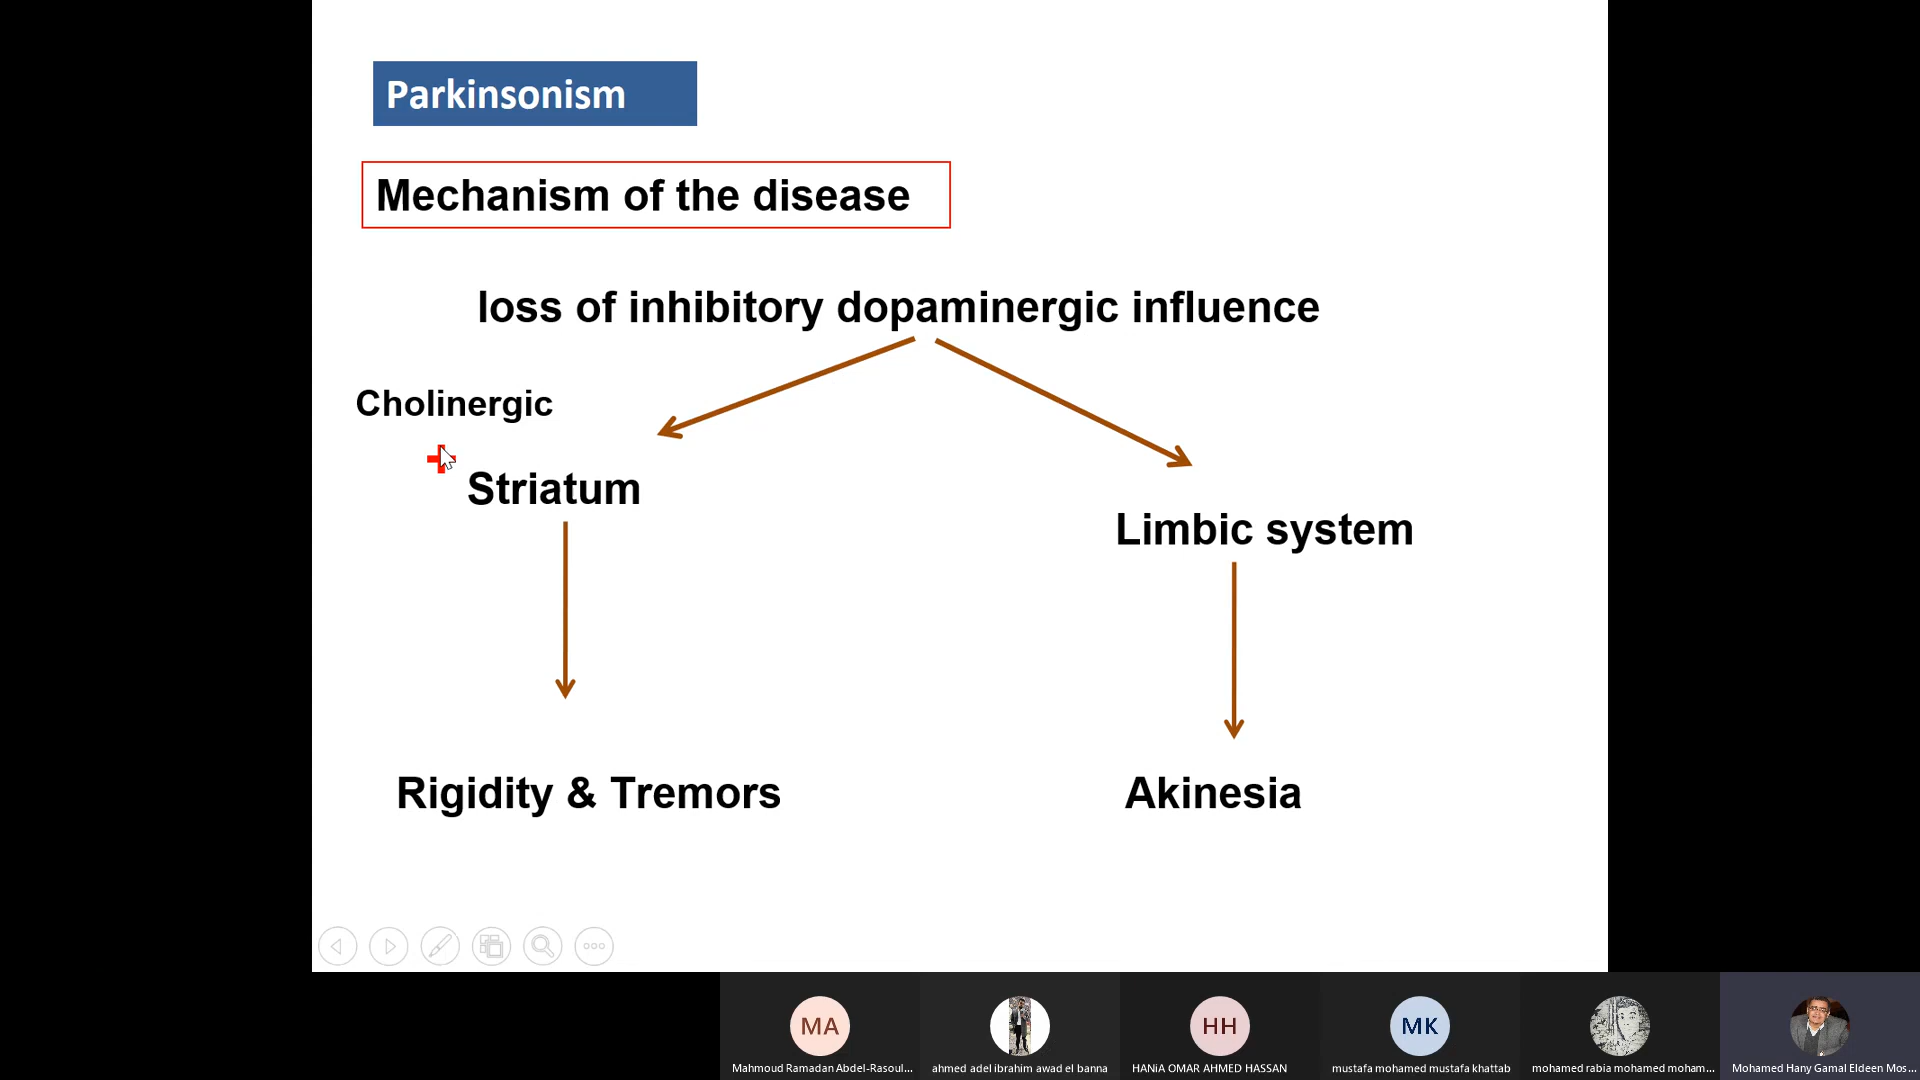 Parkinsonism
Mechanism of the disease
loss of inhibitory dopaminergic influence
Cholinergic
Striatum
Limbic system
Rigidity & Tremors
Akinesia
MA
HH
MK
Mahmoud Ramadan Abdel-Rasoul...
ahmed adel ibrahim awad el banna
HANiA OMAR AHMED HASSAN
mustafa mohamed mustafa khattab
mohamed rabia mohamed moham...
Mohamed Hany Gamal Eldeen Mos...